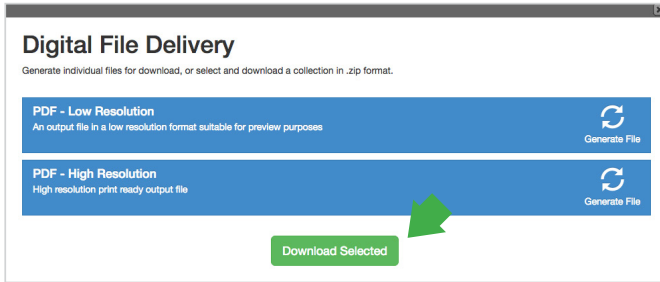 Digital File Delivery
Generate individual files for download, or select and download a collection in .zip format.
PDF - Low Resolution
An output file in a low resolution format suitable for preview purposes
Generate File
PDF - High Resolution
High resolution print ready output file
Generate File
Download Selected